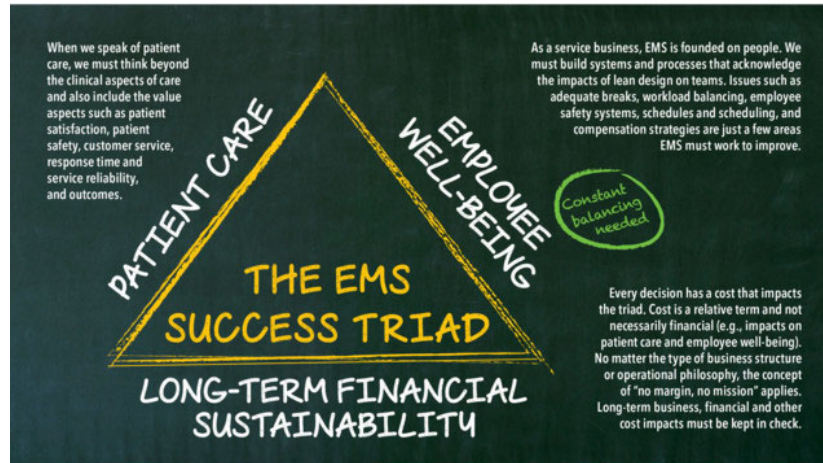 When we speak of patient
care, we must think beyond
the clinical aspects of care
and also include the value
aspects such as patient
satisfaction, patient
safety, customer service,
response time and
service reliability,
and outcomes.
As a service business, EMS is founded on people. We
must build systems and processes that acknowledge
the impacts of lean design on teams. Issues such as
adequate breaks, workload balancing, employee
safety systems, schedules and scheduling, and
compensation strategies are just a few areas
EMS must work to improve.
PATIENT CARE
EMPLOYEE
WELL-BEING
Constant
balancing
needed
THE EMS
SUCCESS TRIAD
LONG-TERM FINANCIAL
SUSTAINABILITY
Every decision has a cost that impacts
the triad. Cost is a relative term and not
necessarily financial (e.g., impacts on
patient care and employee well-being).
No matter the type of business structure
or operational philosophy, the concept
of “no margin, no mission” applies.
Long-term business, financial and other
cost impacts must be kept in check.